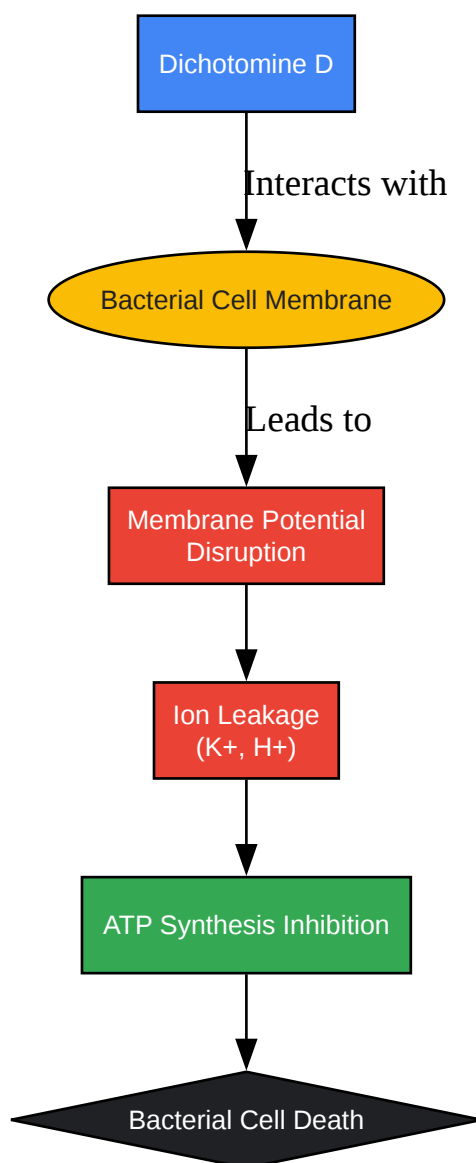 Dichotomine D
Interacts with
Bacterial Cell Membrane
Leads to
Membrane Potential
Disruption
Ion Leakage
(K+, H+)
ATP Synthesis Inhibition
Bacterial Cell Death